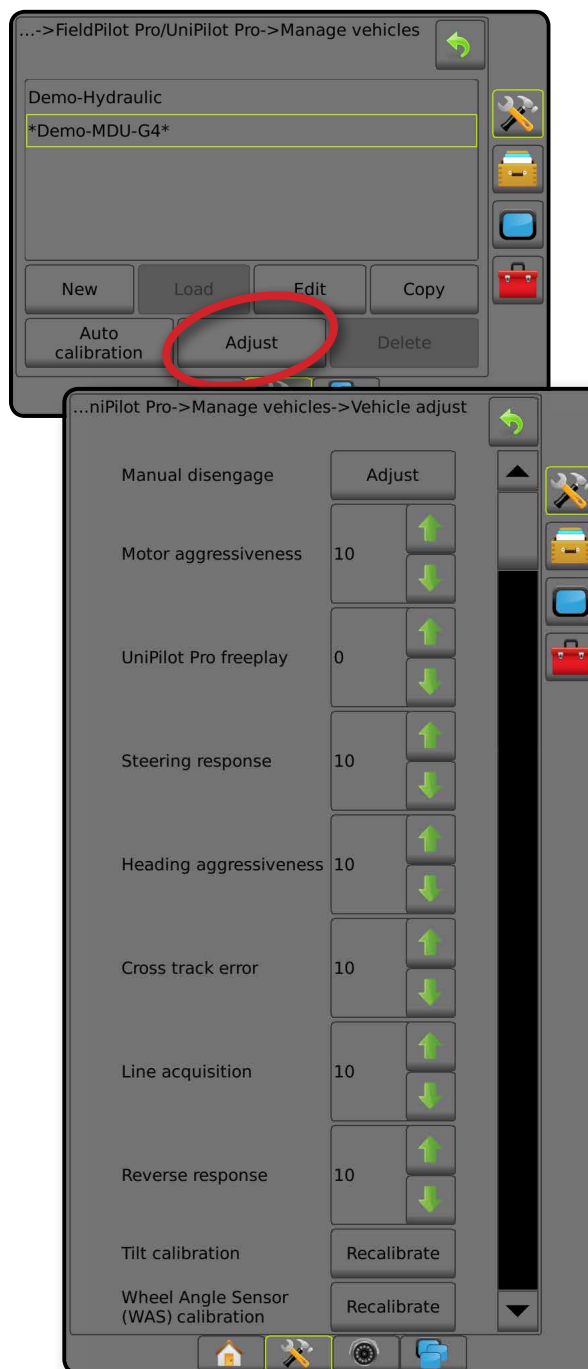 ...->FieldPilot Pro/UniPilot Pro->Manage vehicles
Demo-Hydraulic
*Demo-MDU-G4*
New
Load
Edit
Copy
Auto
calibration
Adjust
Delete
...niPilot Pro->Manage vehicles->Vehicle adjust
Manual disengage
Adjust
Motor aggressiveness
10
UniPilot Pro freeplay
0
Steering response
10
Heading aggressiveness
10
Cross track error
10
Line acquisition
10
Reverse response
10
Tilt calibration
Recalibrate
Wheel Angle Sensor
(WAS) calibration
Recalibrate